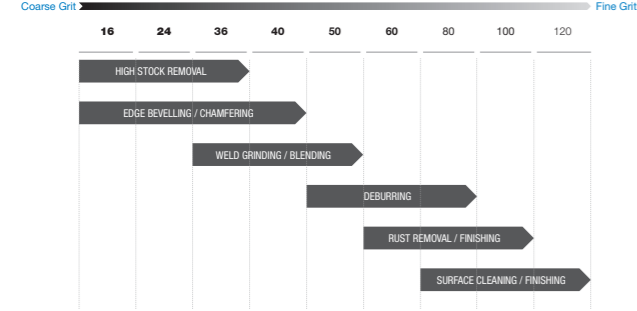 Coarse Grit Fine Grit
16 24 36 40 50 60 80 100 120
HIGH STOCK REMOVAL
EDGE BEVELLING / CHAMFERING
WELD GRINDING / BLENDING
DEBURRING
RUST REMOVAL / FINISHING
SURFACE CLEANING / FINISHING